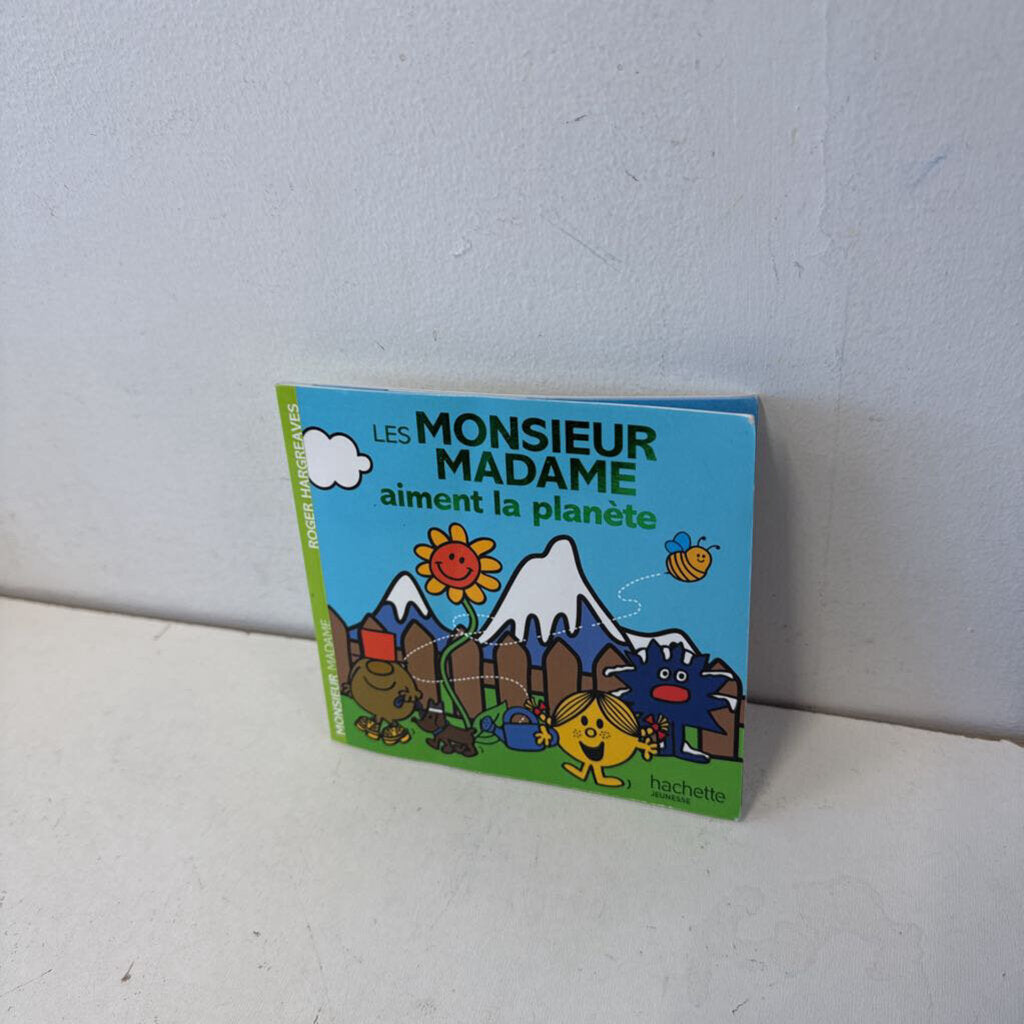 LES MONSIEUR
MADAME
aiment la planète
ROGER HARGREAVES
MONSIEUR MADAME
hachette
JEUNESSE